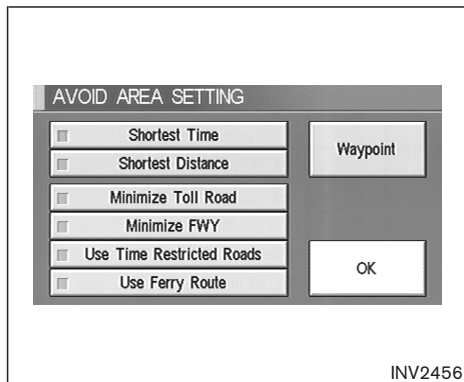 AVOID AREA SETTING
Shortest Time
Shortest Distance
Waypoint
Minimize Toll Road
Minimize FWY
Use Time Restricted Roads
Use Ferry Route
OK
INV2456